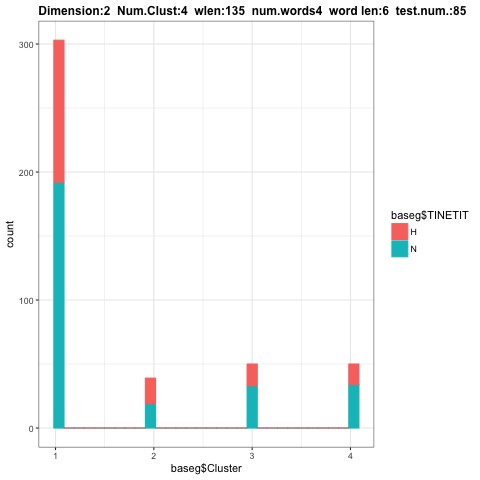 Dimension:2  Num.Clust:4  wlen:135  num.words4  word len:6  test.num.:85
300
200
100
0
count
1 2 3 4
baseg$Cluster
baseg$TINETIT
H
N